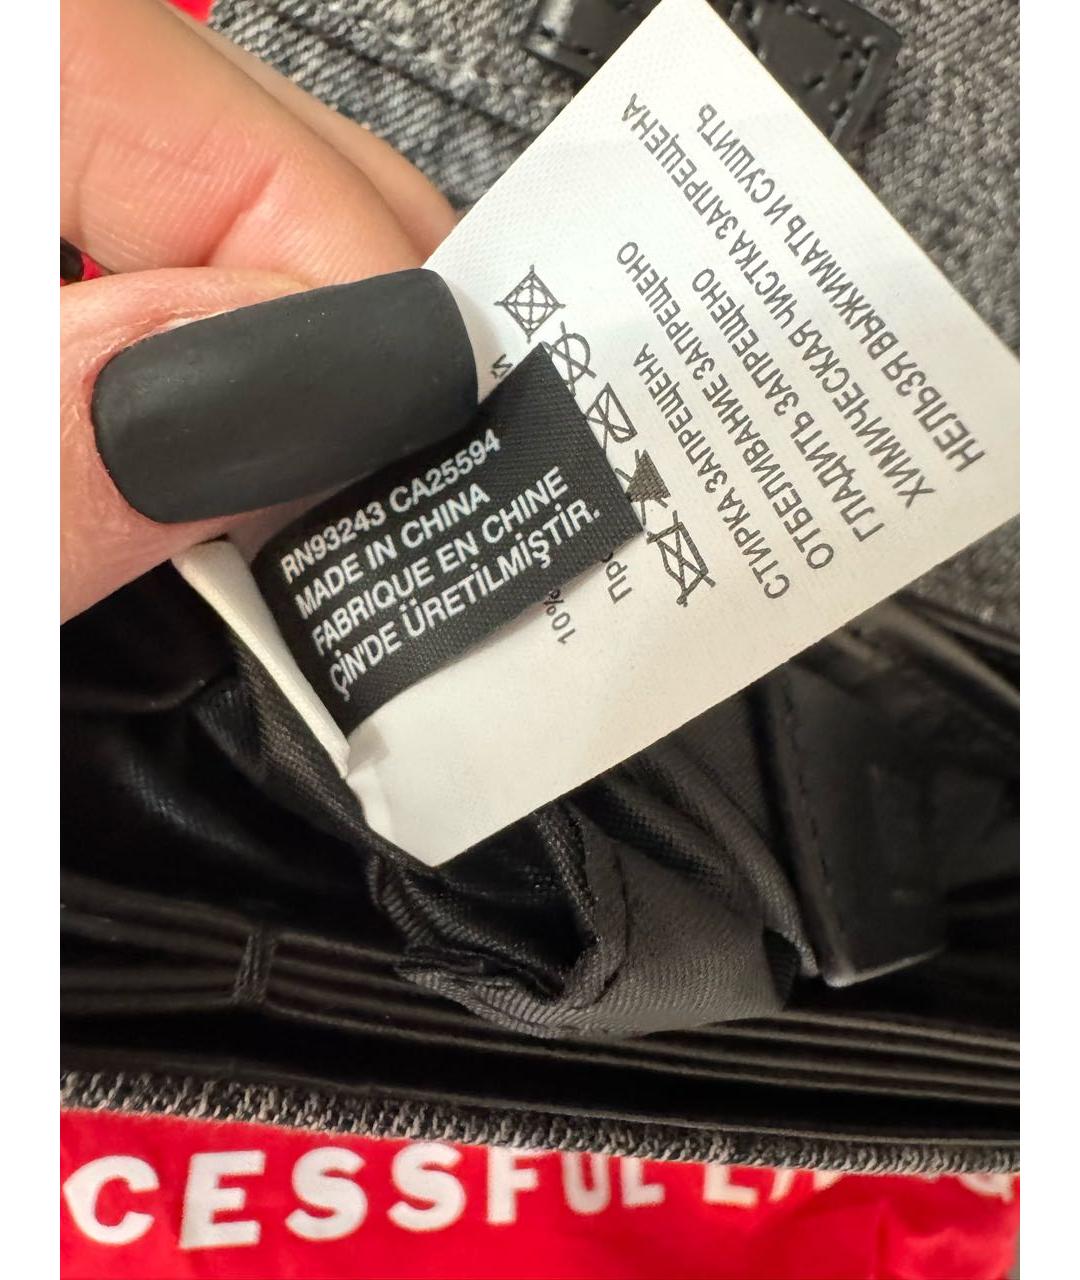 RN93243 CA25594
MADE IN CHINA
FABRIQUE EN CHINE
ÇİN'DE ÜRETİLMİŞTİR.
СТИРКА ЗАПРЕЩЕНА
ОТБЕЛИВАНИЕ ЗАПРЕЩЕНО
ГЛАДИТЬ ЗАПРЕЩЕНО
ХИМИЧЕСКАЯ ЧИСТКА ЗАПРЕЩЕНА
НЕЛЬЗЯ ВЫЖИМАТЬ И СУШИТЬ
10%
CESSFUL